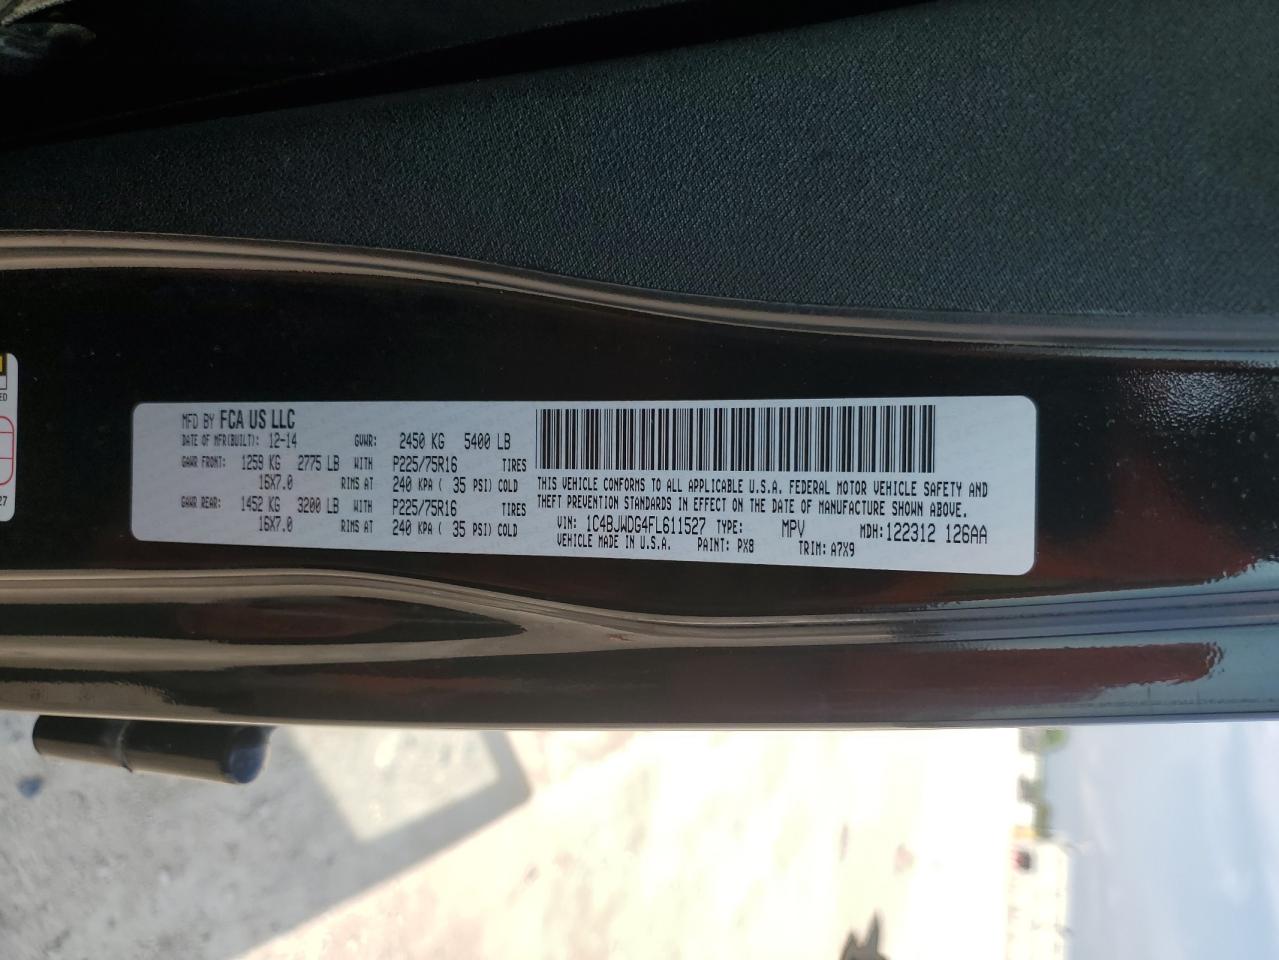 MFD BY FCA US LLC
DATE OF MFR(BUILT): 12-14 GVWR: 2450 KG 5400 LB
GAWR FRONT: 1259 KG 2775 LB WITH P225/75R16 TIRES
16X7.0 RIMS AT 240 KPA ( 35 PSI) COLD
GAWR REAR: 1452 KG 3200 LB WITH P225/75R16 TIRES
16X7.0 RIMS AT 240 KPA ( 35 PSI) COLD
THIS VEHICLE CONFORMS TO ALL APPLICABLE U.S.A. FEDERAL MOTOR VEHICLE SAFETY AND
THEFT PREVENTION STANDARDS IN EFFECT ON THE DATE OF MANUFACTURE SHOWN ABOVE.
VIN: 1C4BJWDG4FL611527 TYPE: MPV MDH:122312 126AA
VEHICLE MADE IN U.S.A. PAINT: PX8 TRIM: A7X9
ED
27